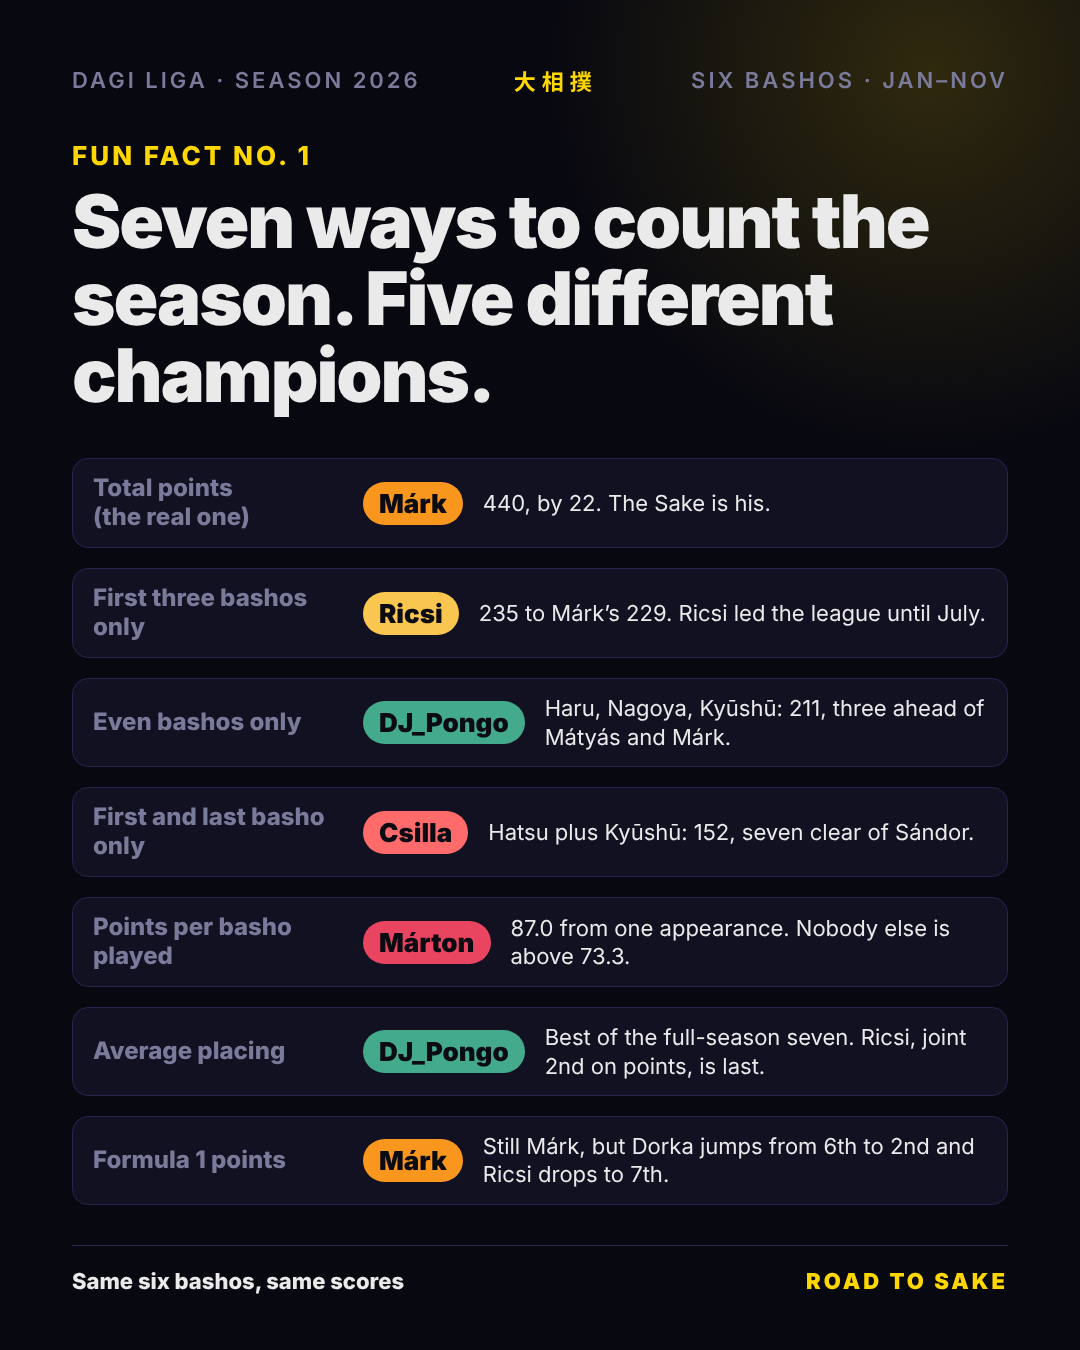 DAGI LIGA · SEASON 2026
大相撲
SIX BASHOS · JAN–NOV
FUN FACT NO. 1
Seven ways to count the
season. Five different
champions.
Total points
(the real one)
Márk
440, by 22. The Sake is his.
First three bashos
only
Ricsi
235 to Márk’s 229. Ricsi led the league until July.
Even bashos only
DJ_Pongo
Haru, Nagoya, Kyūshū: 211, three ahead of
Mátyás and Márk.
First and last basho
only
Csilla
Hatsu plus Kyūshū: 152, seven clear of Sándor.
Points per basho
played
Márton
87.0 from one appearance. Nobody else is
above 73.3.
Average placing
DJ_Pongo
Best of the full-season seven. Ricsi, joint
2nd on points, is last.
Formula 1 points
Márk
Still Márk, but Dorka jumps from 6th to 2nd and
Ricsi drops to 7th.
Same six bashos, same scores
ROAD TO SAKE